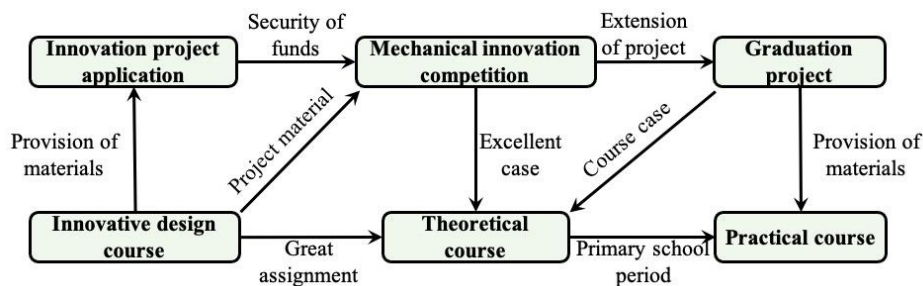 Security of
funds
Extension
of project
Innovation project
application
Mechanical innovation
competition
Graduation
project
Provision of
materials
Project material
Excellent
case
Course case
Provision of
materials
Innovative design
course
Great
assignment
Theoretical
course
Primary school
period
Practical course